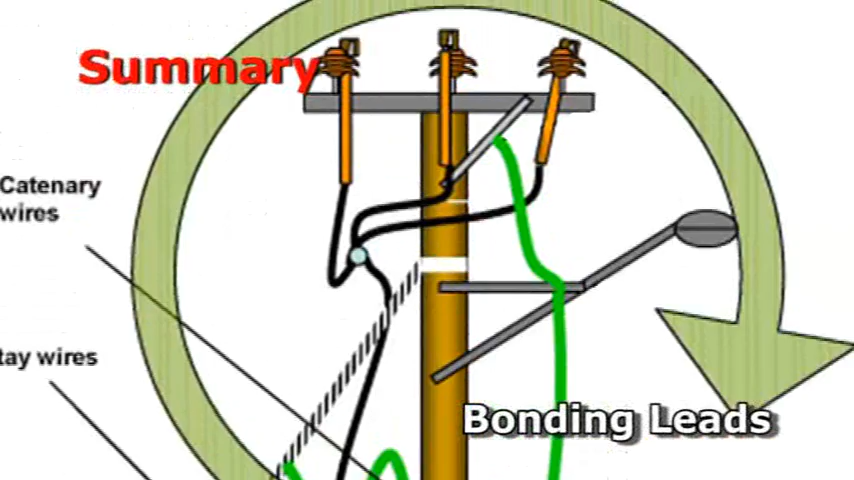 Summary
Catenary
wires
tay wires
Bonding Leads